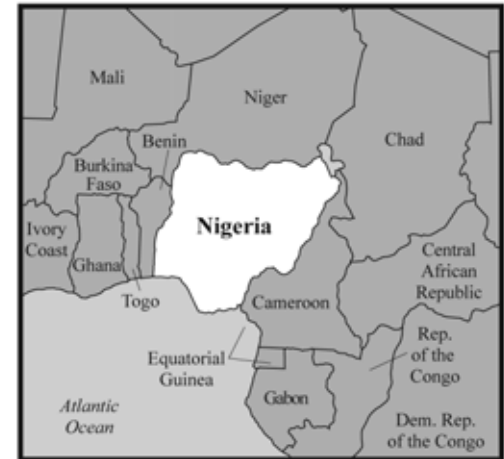 Mali
Niger
Chad
Benin
Burkina
Faso
Nigeria
Ivory
Coast
Ghana
Togo
Cameroon
Central
African
Republic
Equatorial
Guinea
Rep.
of the
Congo
Gabon
Atlantic
Ocean
Dem. Rep.
of the Congo